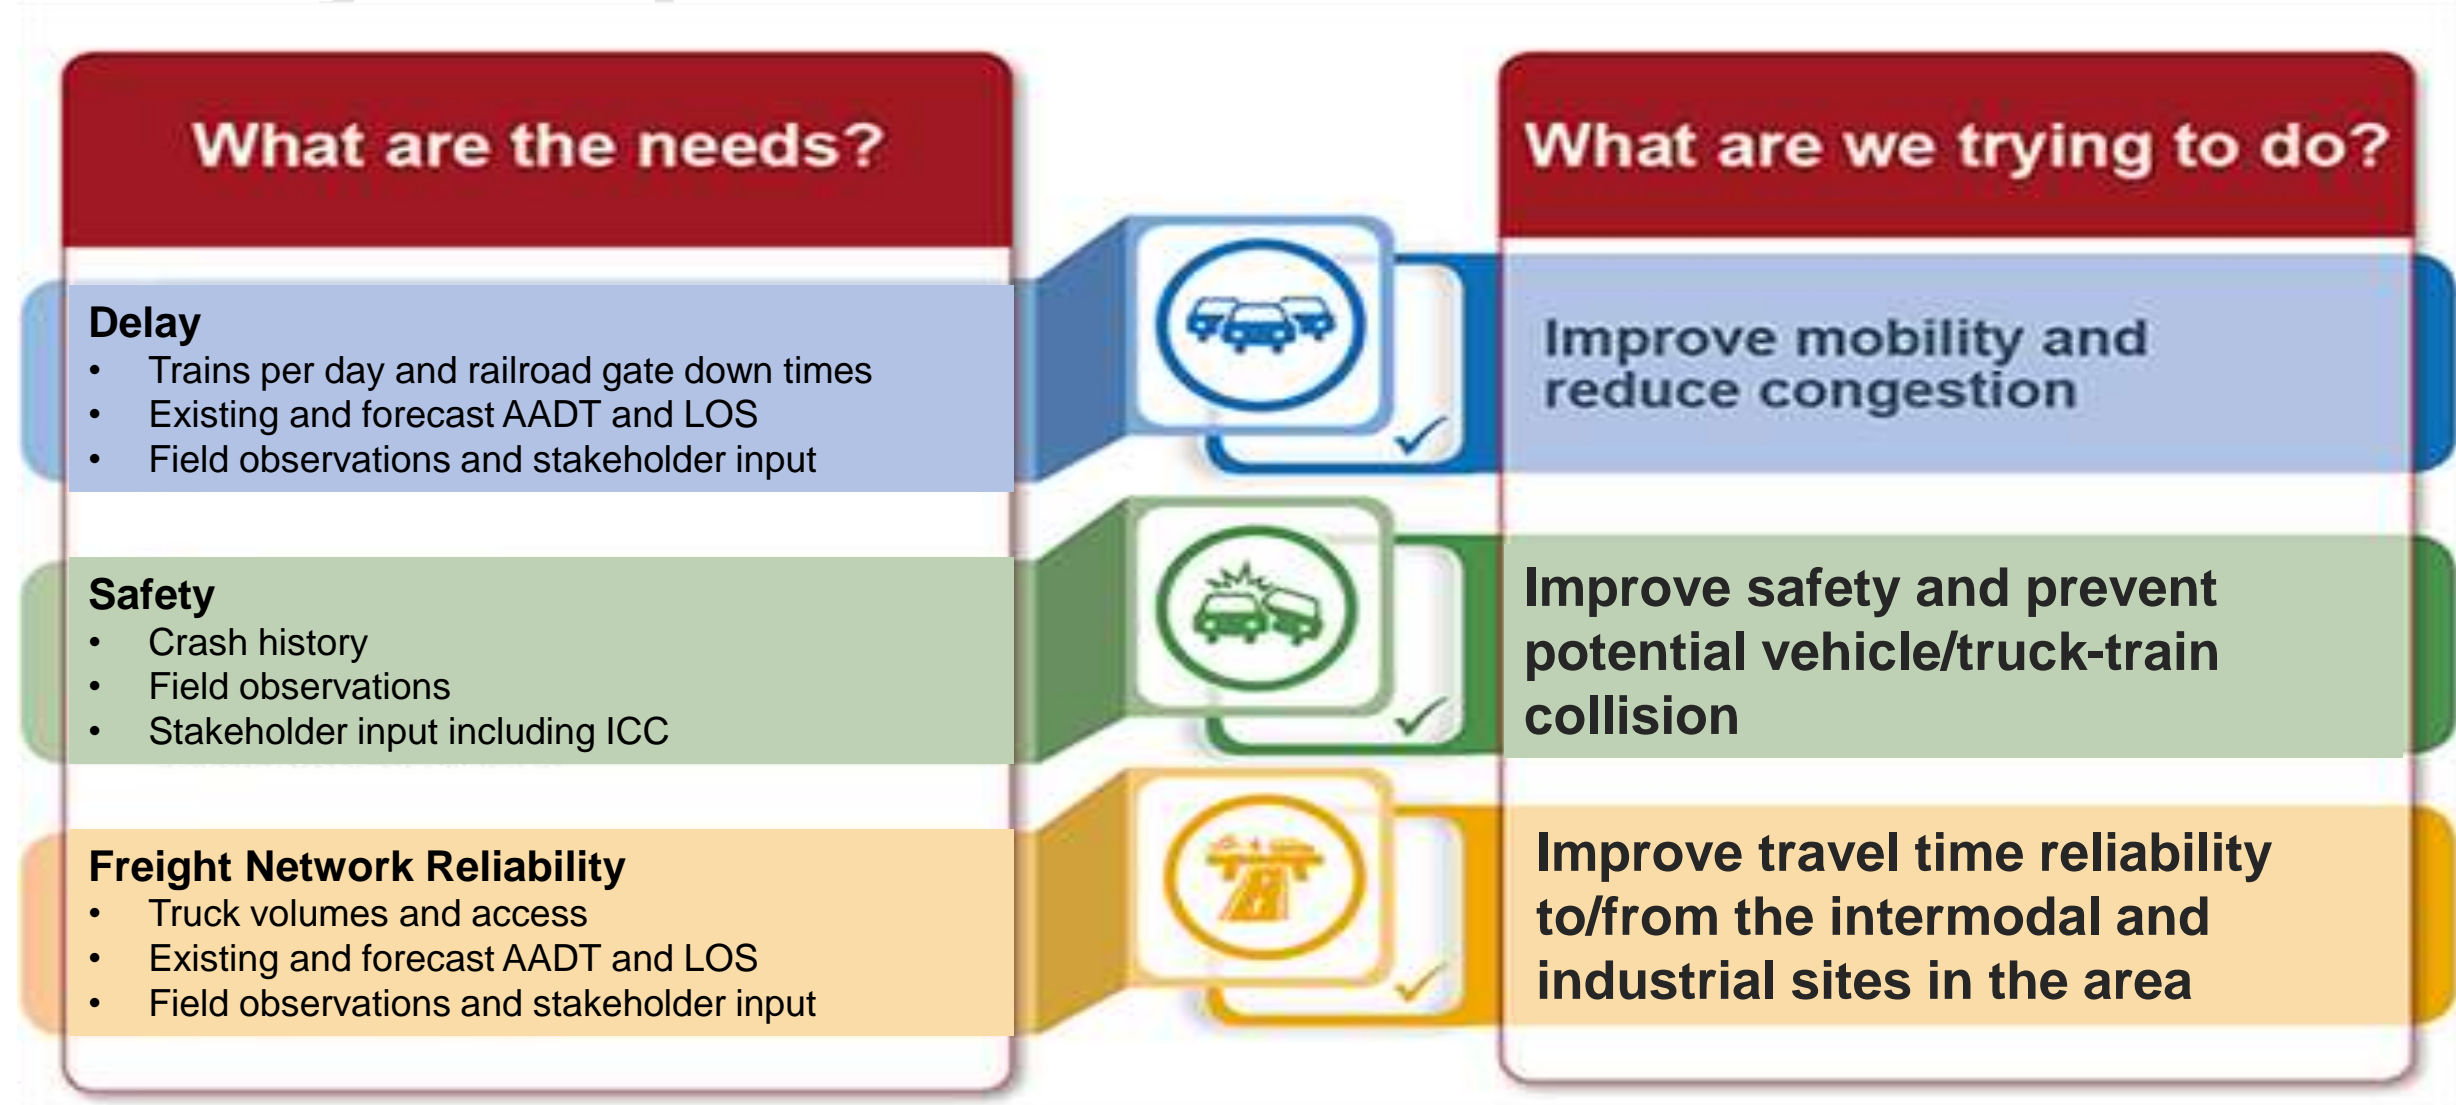 What are the needs?
Delay
• Trains per day and railroad gate down times
• Existing and forecast AADT and LOS
• Field observations and stakeholder input
Safety
• Crash history
• Field observations
• Stakeholder input including ICC
Freight Network Reliability
• Truck volumes and access
• Existing and forecast AADT and LOS
• Field observations and stakeholder input
What are we trying to do?
Improve mobility and
reduce congestion
Improve safety and prevent
potential vehicle/truck-train
collision
Improve travel time reliability
to/from the intermodal and
industrial sites in the area